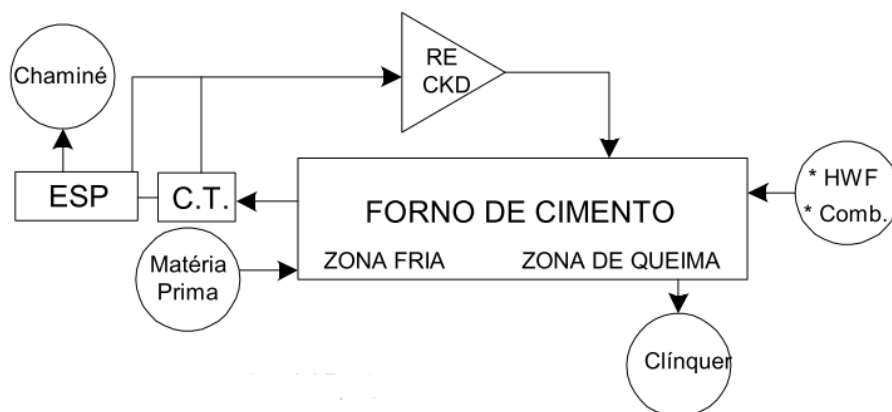 Chaminé
RE
CKD
ESP
C.T.
FORNO DE CIMENTO
* HWF
* Comb.
ZONA FRIA
ZONA DE QUEIMA
Matéria
Prima
Clínquer